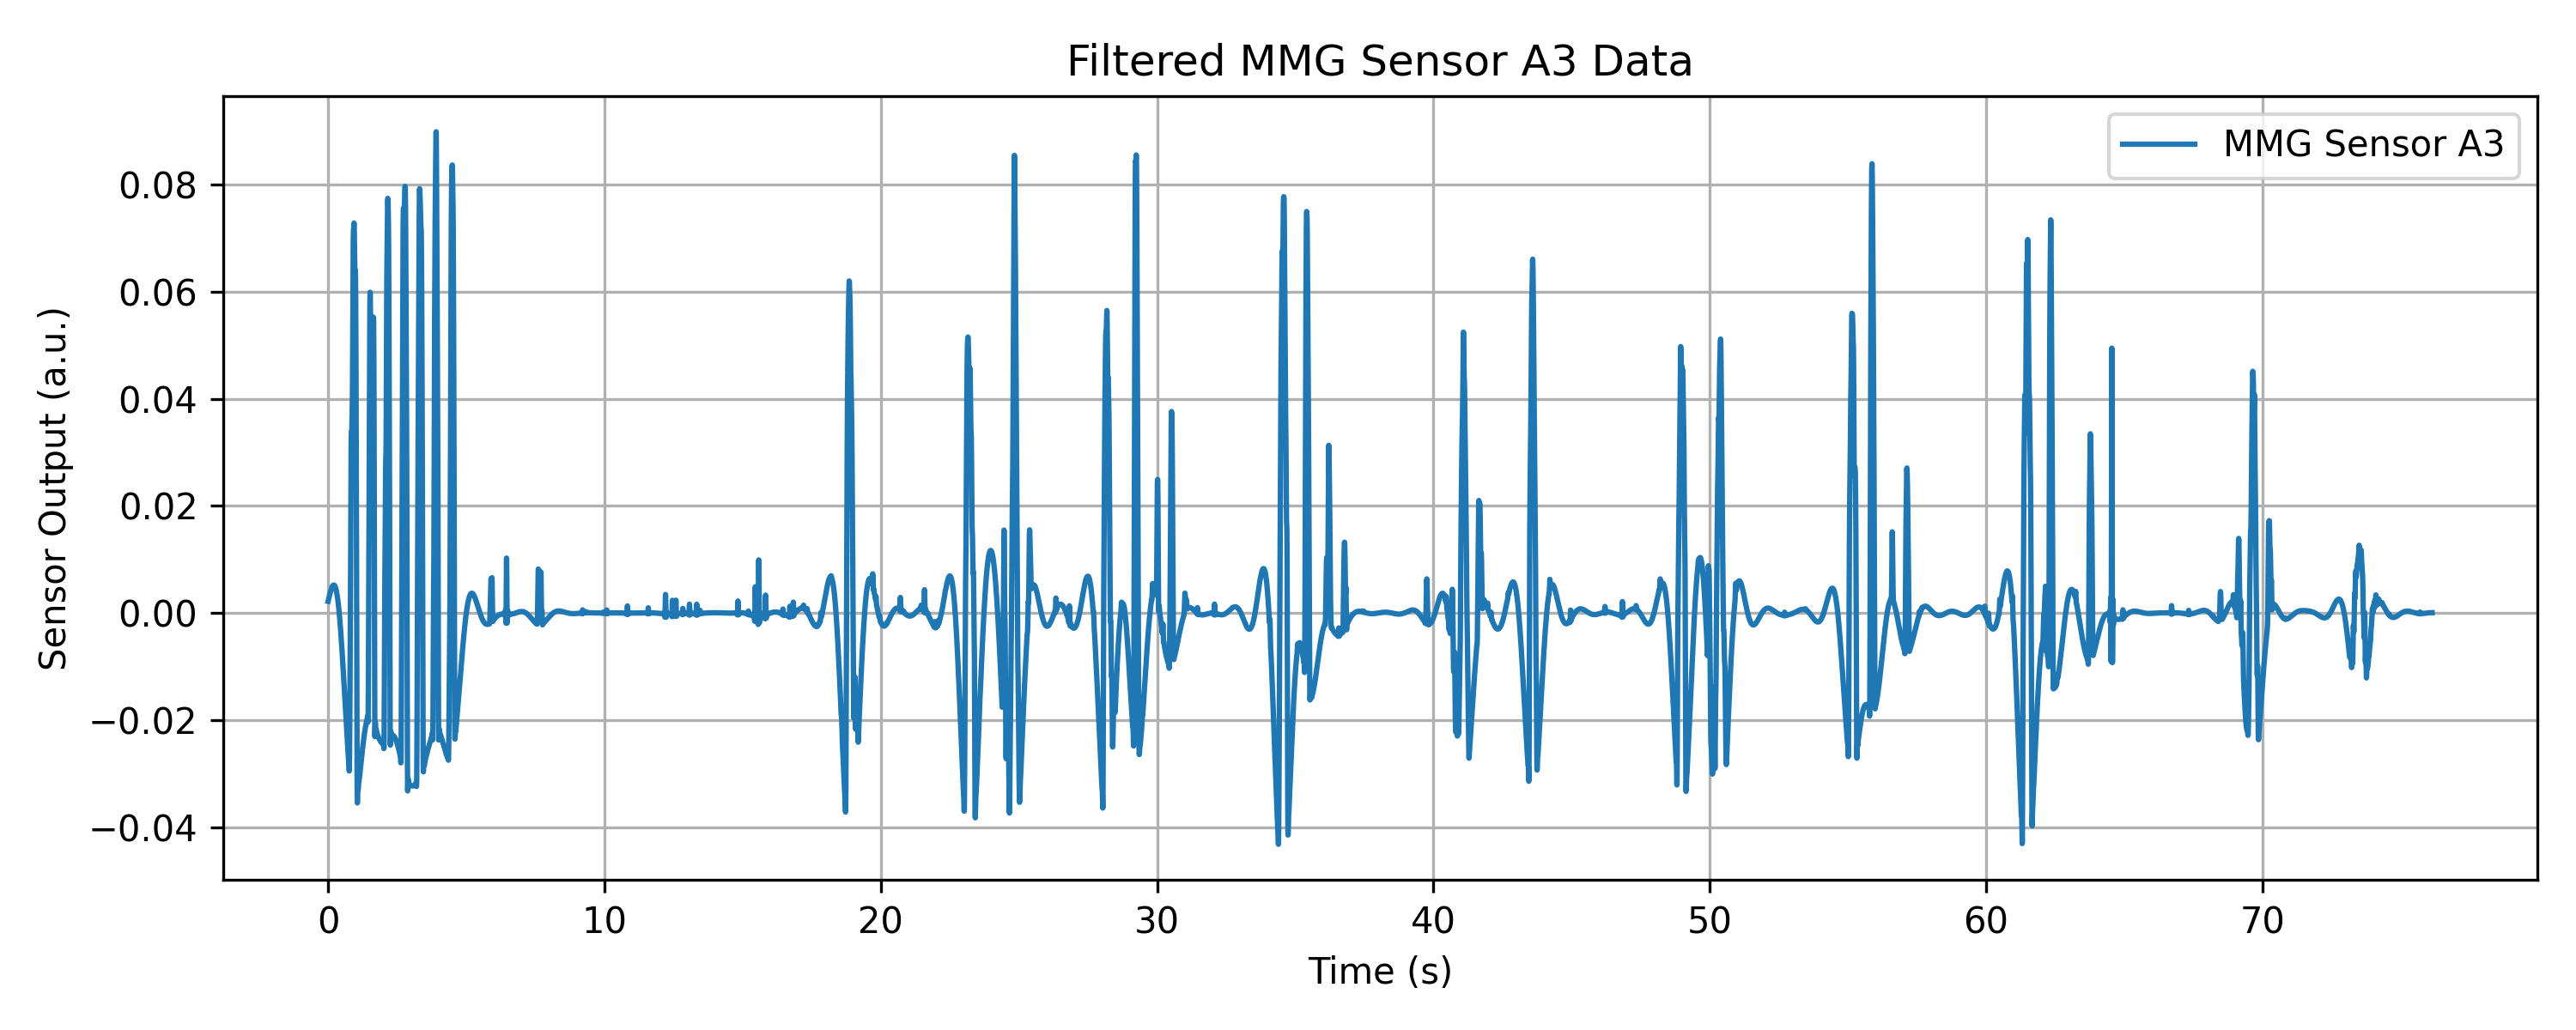 Filtered MMG Sensor A3 Data
MMG Sensor A3
Sensor Output (a.u.)
0.08
0.06
0.04
0.02
0.00
−0.02
−0.04
0 10 20 30 40 50 60 70
Time (s)